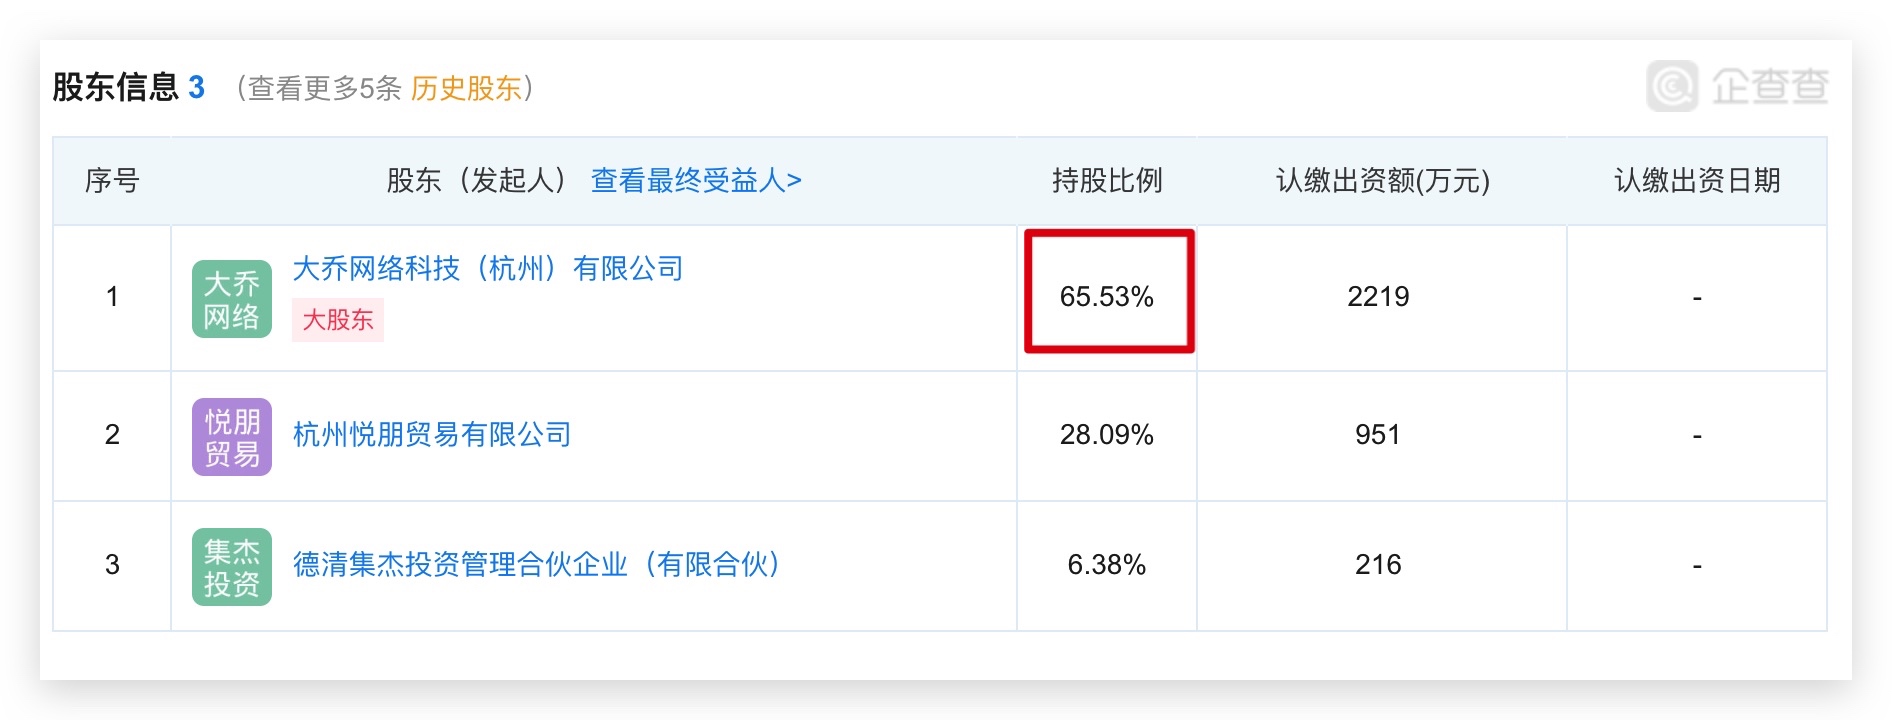 股东信息 3 （查看更多5条 历史股东）
企查查
序号 股东（发起人） 查看最终受益人> 持股比例 认缴出资额(万元) 认缴出资日期
1 大乔网络 大乔网络科技（杭州）有限公司 大股东 65.53% 2219 -
2 悦朋贸易 杭州悦朋贸易有限公司 28.09% 951 -
3 集杰投资 德清集杰投资管理合伙企业（有限合伙） 6.38% 216 -